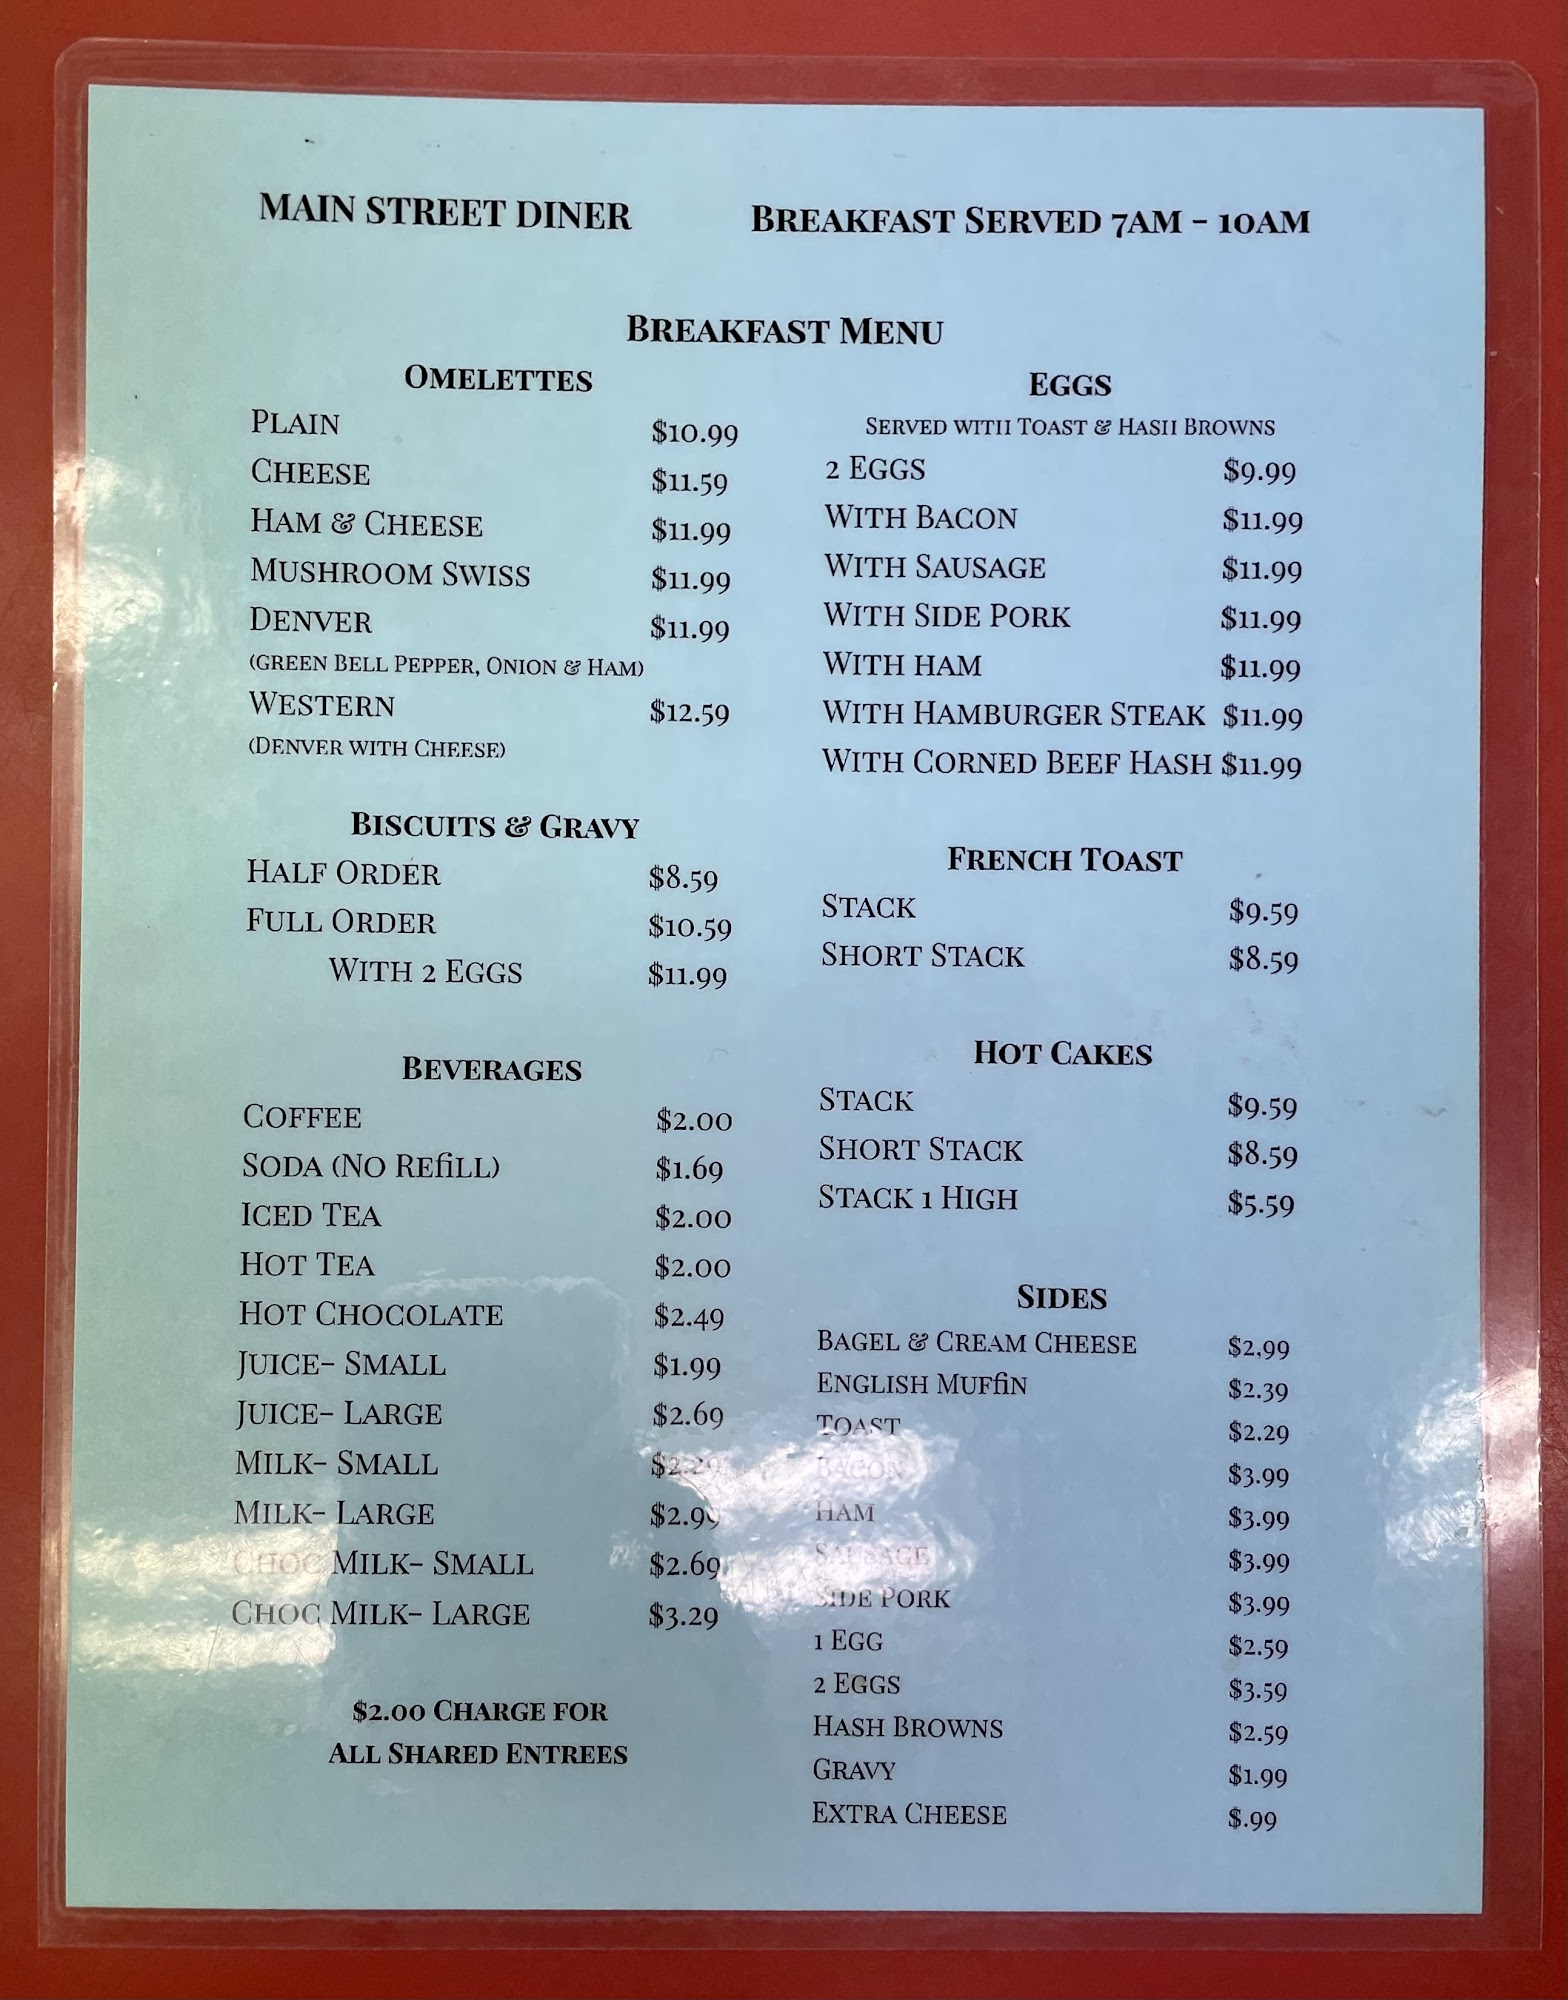 MAIN STREET DINER
BREAKFAST SERVED 7AM - 10AM
BREAKFAST MENU
OMELETTES
PLAIN $10.99
CHEESE $11.59
HAM & CHEESE $11.99
MUSHROOM SWISS $11.99
DENVER $11.99
(GREEN BELL PEPPER, ONION & HAM)
WESTERN $12.59
(DENVER WITH CHEESE)
BISCUITS & GRAVY
HALF ORDER $8.59
FULL ORDER $10.59
WITH 2 EGGS $11.99
BEVERAGES
COFFEE $2.00
SODA (NO REfiLL) $1.69
ICED TEA $2.00
HOT TEA $2.00
HOT CHOCOLATE $2.49
JUICE- SMALL $1.99
JUICE- LARGE $2.69
MILK- SMALL $2.29
MILK- LARGE $2.99
CHOC MILK- SMALL $2.69
CHOC MILK- LARGE $3.29
$2.00 CHARGE FOR
ALL SHARED ENTREES
EGGS
SERVED WITH TOAST & HASH BROWNS
2 EGGS $9.99
WITH BACON $11.99
WITH SAUSAGE $11.99
WITH SIDE PORK $11.99
WITH HAM $11.99
WITH HAMBURGER STEAK $11.99
WITH CORNED BEEF HASH $11.99
FRENCH TOAST
STACK $9.59
SHORT STACK $8.59
HOT CAKES
STACK $9.59
SHORT STACK $8.59
STACK 1 HIGH $5.59
SIDES
BAGEL & CREAM CHEESE $2.99
ENGLISH MUFfiN $2.39
TOAST $2.29
BACON $3.99
HAM $3.99
SAUSAGE $3.99
SIDE PORK $3.99
1 EGG $2.59
2 EGGS $3.59
HASH BROWNS $2.59
GRAVY $1.99
EXTRA CHEESE $.99